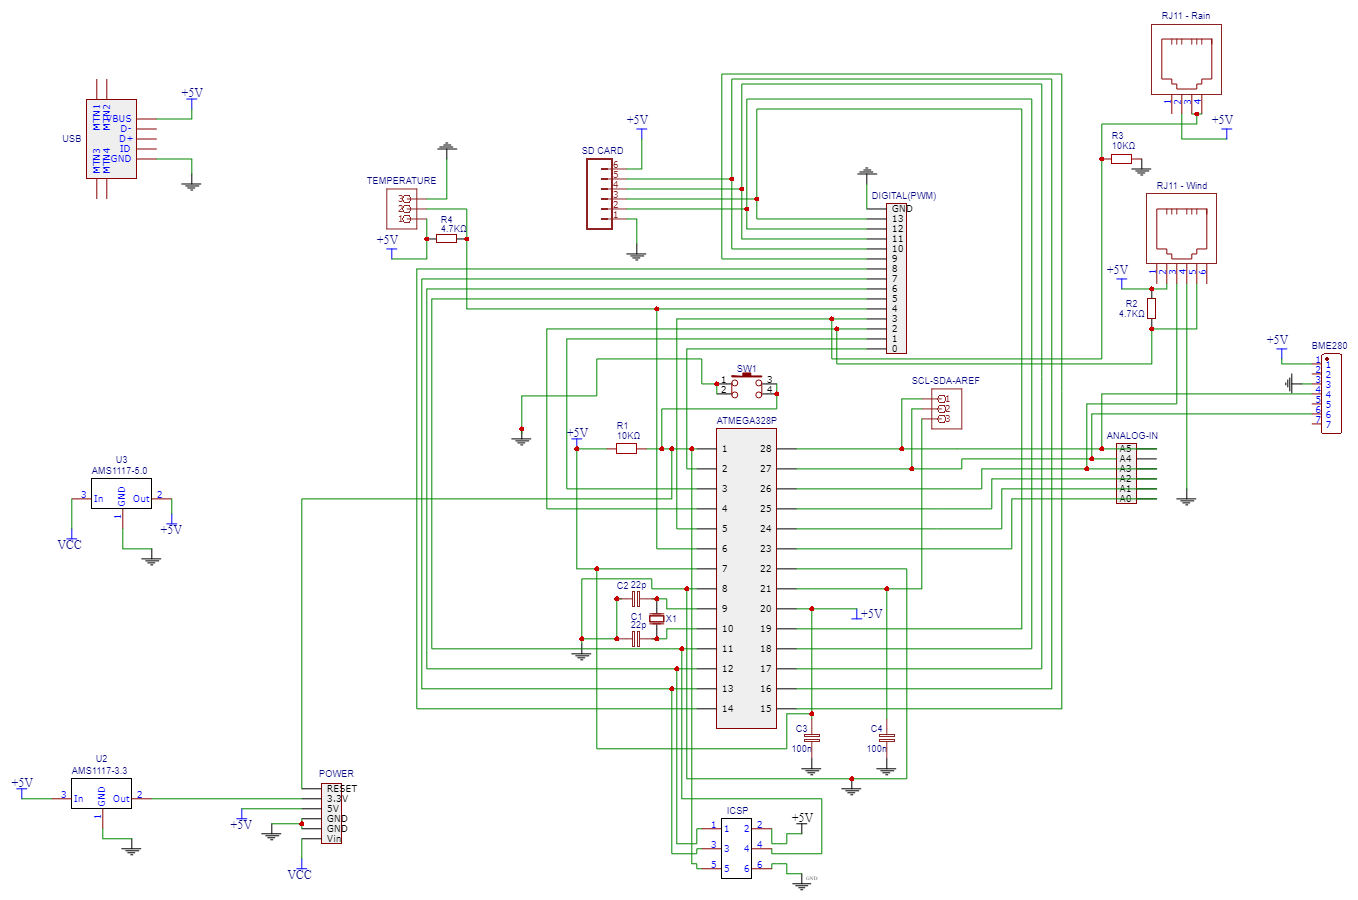 RJ11 - Rain
1 2 3 4
+5V
R3
10KΩ
USB
MTN1
MTN2
MTN3
MTN4
VBUS
D-
D+
ID
GND
+5V
TEMPERATURE
3
2
1
R4
4.7KΩ
+5V
SD CARD
6
5
4
3
2
1
+5V
DIGITAL(PWM)
GND
13
12
11
10
9
8
7
6
5
4
3
2
1
0
RJ11 - Wind
1 2 3 4 5 6
+5V
R2
4.7KΩ
BME280
+5V
1 1
2 2
3 3
4 4
5 5
6 6
7 7
SW1
1 3
2 4
SCL-SDA-AREF
1
2
3
ATMEGA328P
1 28
2 27
3 26
4 25
5 24
6 23
7 22
8 21
9 20
10 19
11 18
12 17
13 16
14 15
+5V
R1
10KΩ
ANALOG-IN
A5
A4
A3
A2
A1
A0
U3
AMS1117-5.0
3 In GND Out 2
1
VCC
+5V
C2 22p
C1
22p
X1
+5V
C3
100n
C4
100n
U2
AMS1117-3.3
+5V
3 In GND Out 2
1
POWER
RESET
3.3V
5V
GND
GND
Vin
+5V
VCC
ICSP
1 1 2 2
3 3 4 4
5 5 6 6
+5V
GND